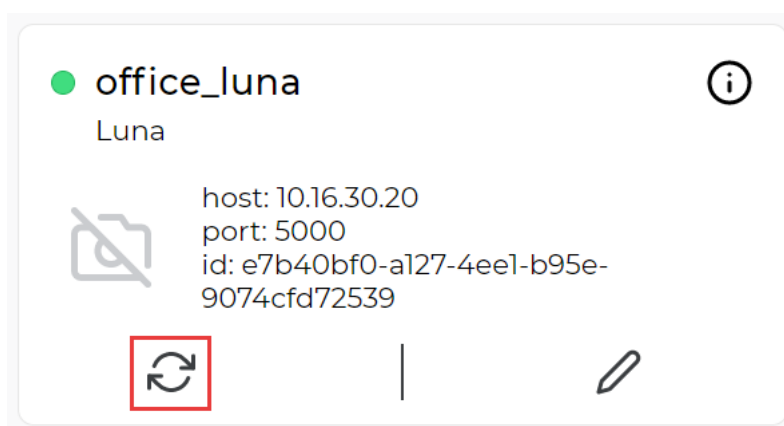 office_luna
Luna
host: 10.16.30.20
port: 5000
id: e7b40bf0-a127-4ee1-b95e-
9074cfd72539